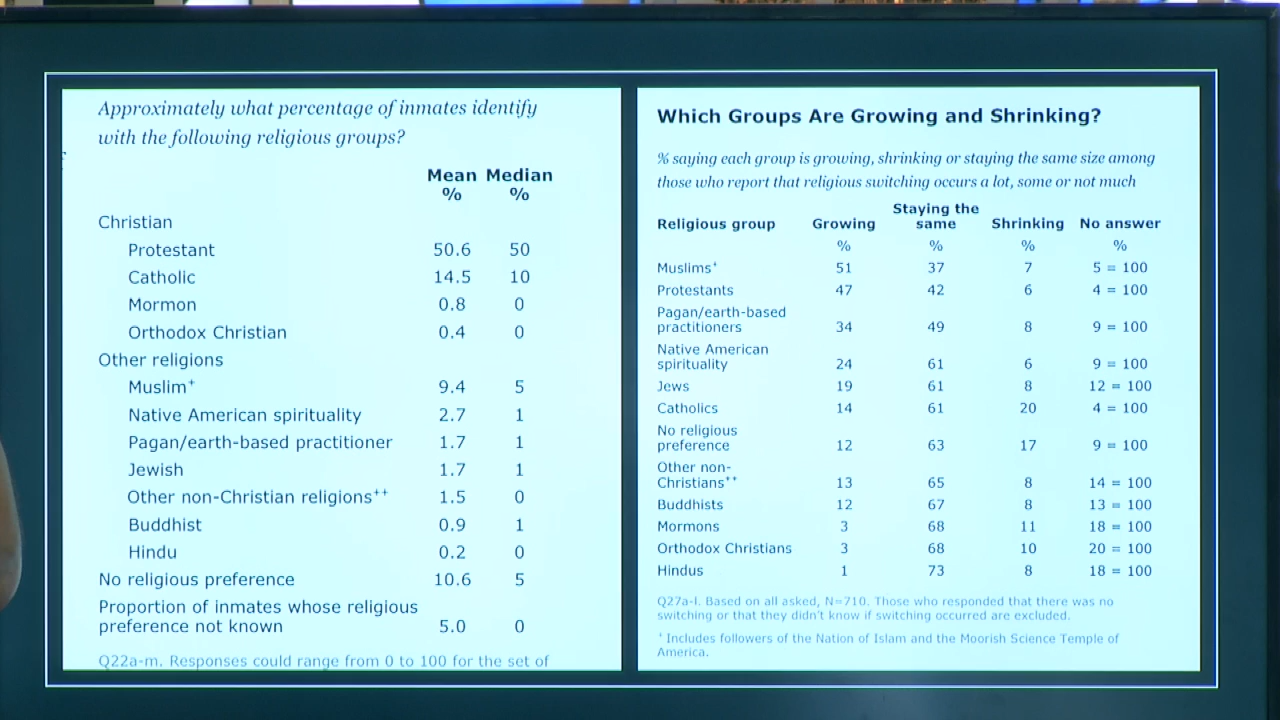 Approximately what percentage of inmates identify
with the following religious groups?
Mean Median
% %
Christian
Protestant 50.6 50
Catholic 14.5 10
Mormon 0.8 0
Orthodox Christian 0.4 0
Other religions
Muslim⁺ 9.4 5
Native American spirituality 2.7 1
Pagan/earth-based practitioner 1.7 1
Jewish 1.7 1
Other non-Christian religions⁺⁺ 1.5 0
Buddhist 0.9 1
Hindu 0.2 0
No religious preference 10.6 5
Proportion of inmates whose religious
preference not known 5.0 0
Q22a-m. Responses could range from 0 to 100 for the set of
Which Groups Are Growing and Shrinking?
% saying each group is growing, shrinking or staying the same size among
those who report that religious switching occurs a lot, some or not much
Staying the
Religious group Growing same Shrinking No answer
% % % %
Muslims⁺ 51 37 7 5 = 100
Protestants 47 42 6 4 = 100
Pagan/earth-based
practitioners 34 49 8 9 = 100
Native American
spirituality 24 61 6 9 = 100
Jews 19 61 8 12 = 100
Catholics 14 61 20 4 = 100
No religious
preference 12 63 17 9 = 100
Other non-
Christians⁺⁺ 13 65 8 14 = 100
Buddhists 12 67 8 13 = 100
Mormons 3 68 11 18 = 100
Orthodox Christians 3 68 10 20 = 100
Hindus 1 73 8 18 = 100
Q27a-l. Based on all asked, N=710. Those who responded that there was no
switching or that they didn't know if switching occurred are excluded.
⁺ Includes followers of the Nation of Islam and the Moorish Science Temple of
America.